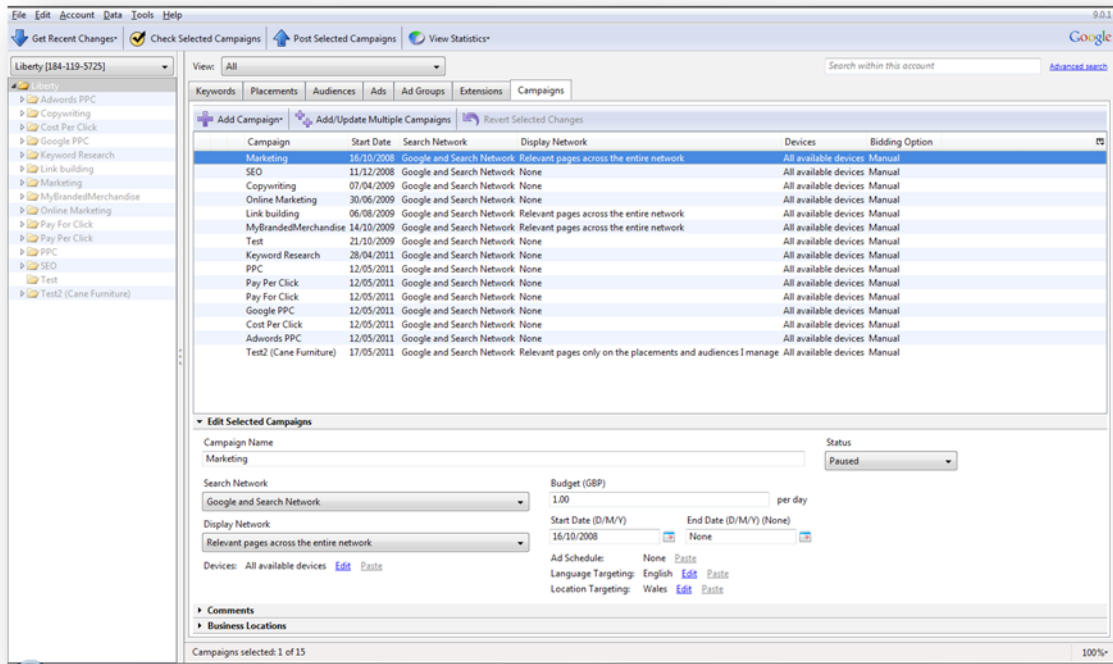 File Edit Account Data Tools Help 9.0.1
Get Recent Changes Check Selected Campaigns Post Selected Campaigns View Statistics Google
Liberty [184-119-5725] View: All Search within this account Advanced search
Liberty
Adwords PPC
Copywriting
Cost Per Click
Google PPC
Keyword Research
Link building
Marketing
MyBrandedMerchandise
Online Marketing
Pay For Click
Pay Per Click
PPC
SEO
Test
Test2 (Cane Furniture)
Keywords Placements Audiences Ads Ad Groups Extensions Campaigns
Add Campaign Add/Update Multiple Campaigns Revert Selected Changes
Campaign Start Date Search Network Display Network Devices Bidding Option
Marketing 16/10/2008 Google and Search Network Relevant pages across the entire network All available devices Manual
SEO 11/12/2008 Google and Search Network None All available devices Manual
Copywriting 07/04/2009 Google and Search Network None All available devices Manual
Online Marketing 30/06/2009 Google and Search Network None All available devices Manual
Link building 06/08/2009 Google and Search Network Relevant pages across the entire network All available devices Manual
MyBrandedMerchandise 14/10/2009 Google and Search Network Relevant pages across the entire network All available devices Manual
Test 21/10/2009 Google and Search Network None All available devices Manual
Keyword Research 28/04/2011 Google and Search Network None All available devices Manual
PPC 12/05/2011 Google and Search Network None All available devices Manual
Pay Per Click 12/05/2011 Google and Search Network None All available devices Manual
Pay For Click 12/05/2011 Google and Search Network None All available devices Manual
Google PPC 12/05/2011 Google and Search Network None All available devices Manual
Cost Per Click 12/05/2011 Google and Search Network None All available devices Manual
Adwords PPC 12/05/2011 Google and Search Network None All available devices Manual
Test2 (Cane Furniture) 17/05/2011 Google and Search Network Relevant pages only on the placements and audiences I manage All available devices Manual
Edit Selected Campaigns
Campaign Name Status
Marketing Paused
Search Network Budget (GBP)
Google and Search Network 1.00 per day
Display Network Start Date (D/M/Y) End Date (D/M/Y) (None)
Relevant pages across the entire network 16/10/2008 None
Devices: All available devices Edit Paste Ad Schedule: None Paste
Language Targeting: English Edit Paste
Location Targeting: Wales Edit Paste
Comments
Business Locations
Campaigns selected: 1 of 15 100%